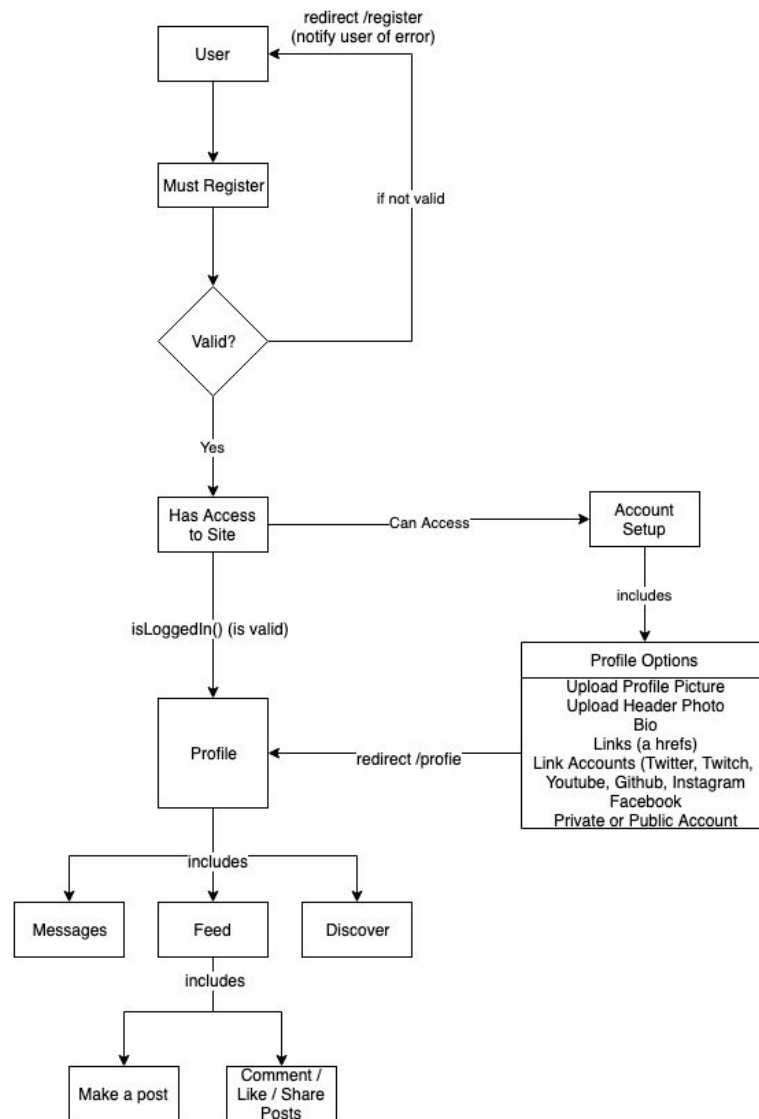 redirect /register
(notify user of error)
User
Must Register
if not valid
Valid?
Yes
Has Access
to Site
Can Access
Account
Setup
includes
isLoggedIn() (is valid)
Profile Options
Upload Profile Picture
Upload Header Photo
Bio
Links (a hrefs)
Link Accounts (Twitter, Twitch,
Youtube, Github, Instagram
Facebook
Private or Public Account
Profile
redirect /profie
includes
Messages
Feed
Discover
includes
Make a post
Comment /
Like / Share
Posts